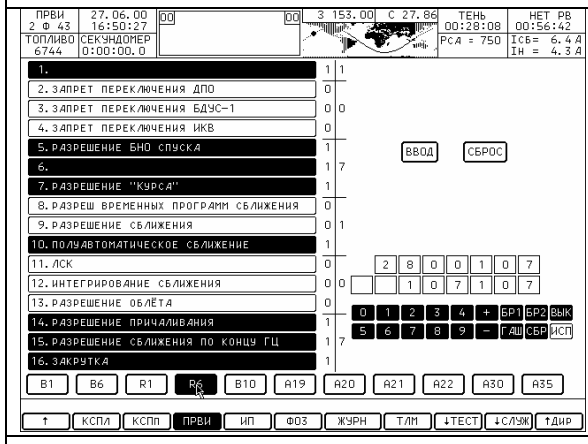 ПРВИ 27.06.00 00 00 3 153.00 С 27.86 ТЕНЬ НЕТ РВ
2 Ф 43 16:50:27 00:28:08 00:56:42
ТОПЛИВО СЕКУНДОМЕР РСА = 750 IСБ= 6.4 А
6744 0:00:00.0 IН = 4.3 А
1. 1 1
2. ЗАПРЕТ ПЕРЕКЛЮЧЕНИЯ ДПО 0
3. ЗАПРЕТ ПЕРЕКЛЮЧЕНИЯ БДУС-1 0 0
4. ЗАПРЕТ ПЕРЕКЛЮЧЕНИЯ ИКВ 0
5. РАЗРЕШЕНИЕ БНО СПУСКА 1 ВВОД СБРОС
6. 1 7
7. РАЗРЕШЕНИЕ "КУРСА" 1
8. РАЗРЕШ ВРЕМЕННЫХ ПРОГРАММ СБЛИЖЕНИЯ 0
9. РАЗРЕШЕНИЕ СБЛИЖЕНИЯ 0 1
10. ПОЛУАВТОМАТИЧЕСКОЕ СБЛИЖЕНИЕ 1
11. ЛСК 0 2 8 0 0 1 0 7
12. ИНТЕГРИРОВАНИЕ СБЛИЖЕНИЯ 0 0 1 0 7 1 0 7
13. РАЗРЕШЕНИЕ ОБЛЁТА 0
14. РАЗРЕШЕНИЕ ПРИЧАЛИВАНИЯ 1 0 1 2 3 4 + БР1 БР2 ВЫК
15. РАЗРЕШЕНИЕ СБЛИЖЕНИЯ ПО КОНЦУ ГЦ 1 7 5 6 7 8 9 - ГАШ СБР ИСП
16. ЗАКРУТКА 1
В1 В6 R1 R6 В10 А19 А20 А21 А22 А30 А35
↑ КСПЛ КСПП ПРВИ ИП ФОЗ ЖУРН ТЛМ ↓ТЕСТ ↓СЛУЖ ↑ДИР